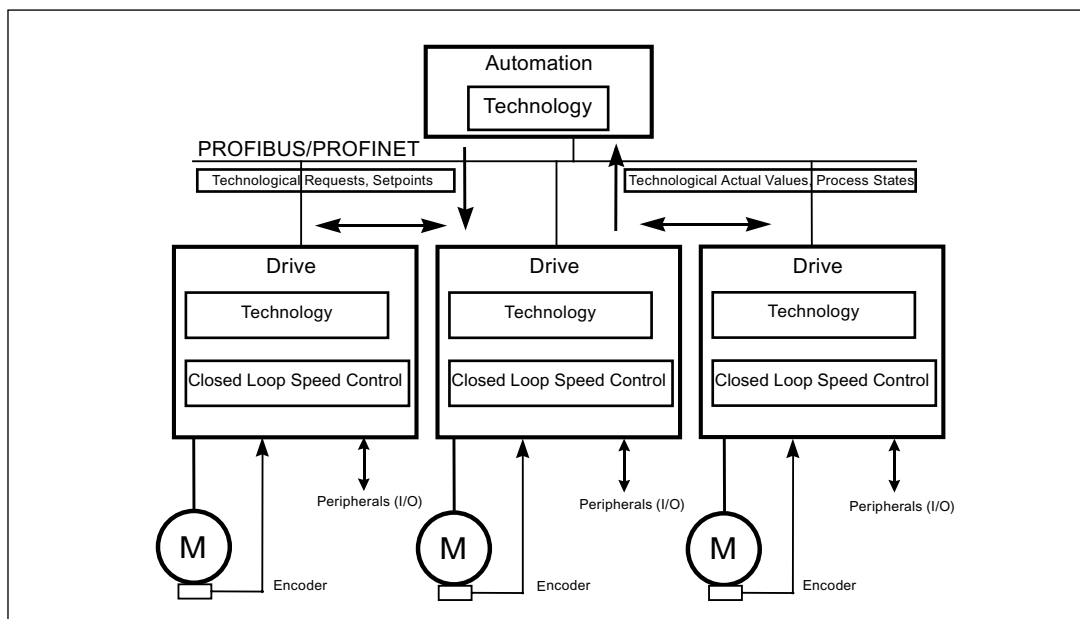 Automation
Technology
PROFIBUS/PROFINET
Technological Requests, Setpoints
Technological Actual Values, Process States
Drive
Technology
Closed Loop Speed Control
Peripherals (I/O)
M
Encoder
Drive
Technology
Closed Loop Speed Control
Peripherals (I/O)
M
Encoder
Drive
Technology
Closed Loop Speed Control
Peripherals (I/O)
M
Encoder